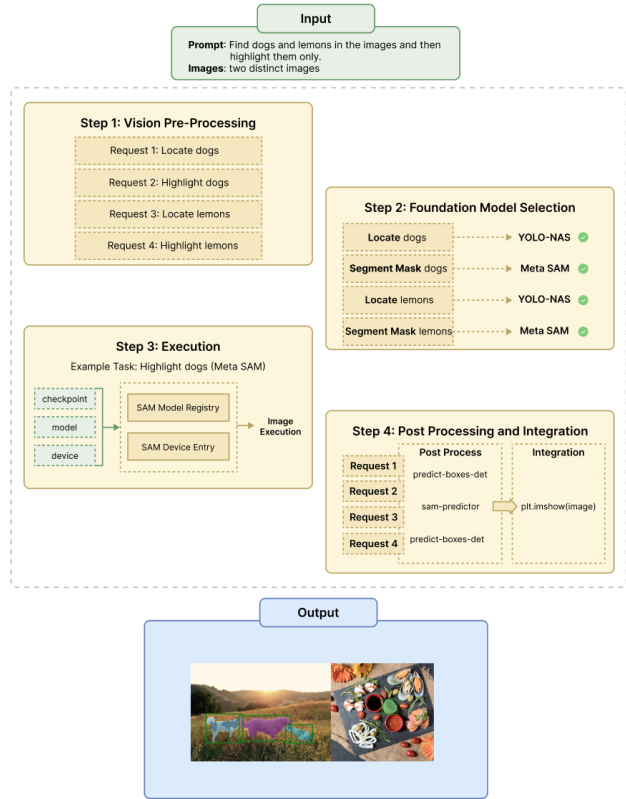 Input
Prompt: Find dogs and lemons in the images and then
highlight them only.
Images: two distinct images
Step 1: Vision Pre-Processing
Request 1: Locate dogs
Request 2: Highlight dogs
Request 3: Locate lemons
Request 4: Highlight lemons
Step 2: Foundation Model Selection
Locate dogs
YOLO-NAS
Segment Mask dogs
Meta SAM
Locate lemons
YOLO-NAS
Segment Mask lemons
Meta SAM
Step 3: Execution
Example Task: Highlight dogs (Meta SAM)
checkpoint
model
device
SAM Model Registry
SAM Device Entry
Image
Execution
Step 4: Post Processing and Integration
Request 1
Request 2
Request 3
Request 4
Post Process
predict-boxes-det
sam-predictor
predict-boxes-det
Integration
plt.imshow(image)
Output